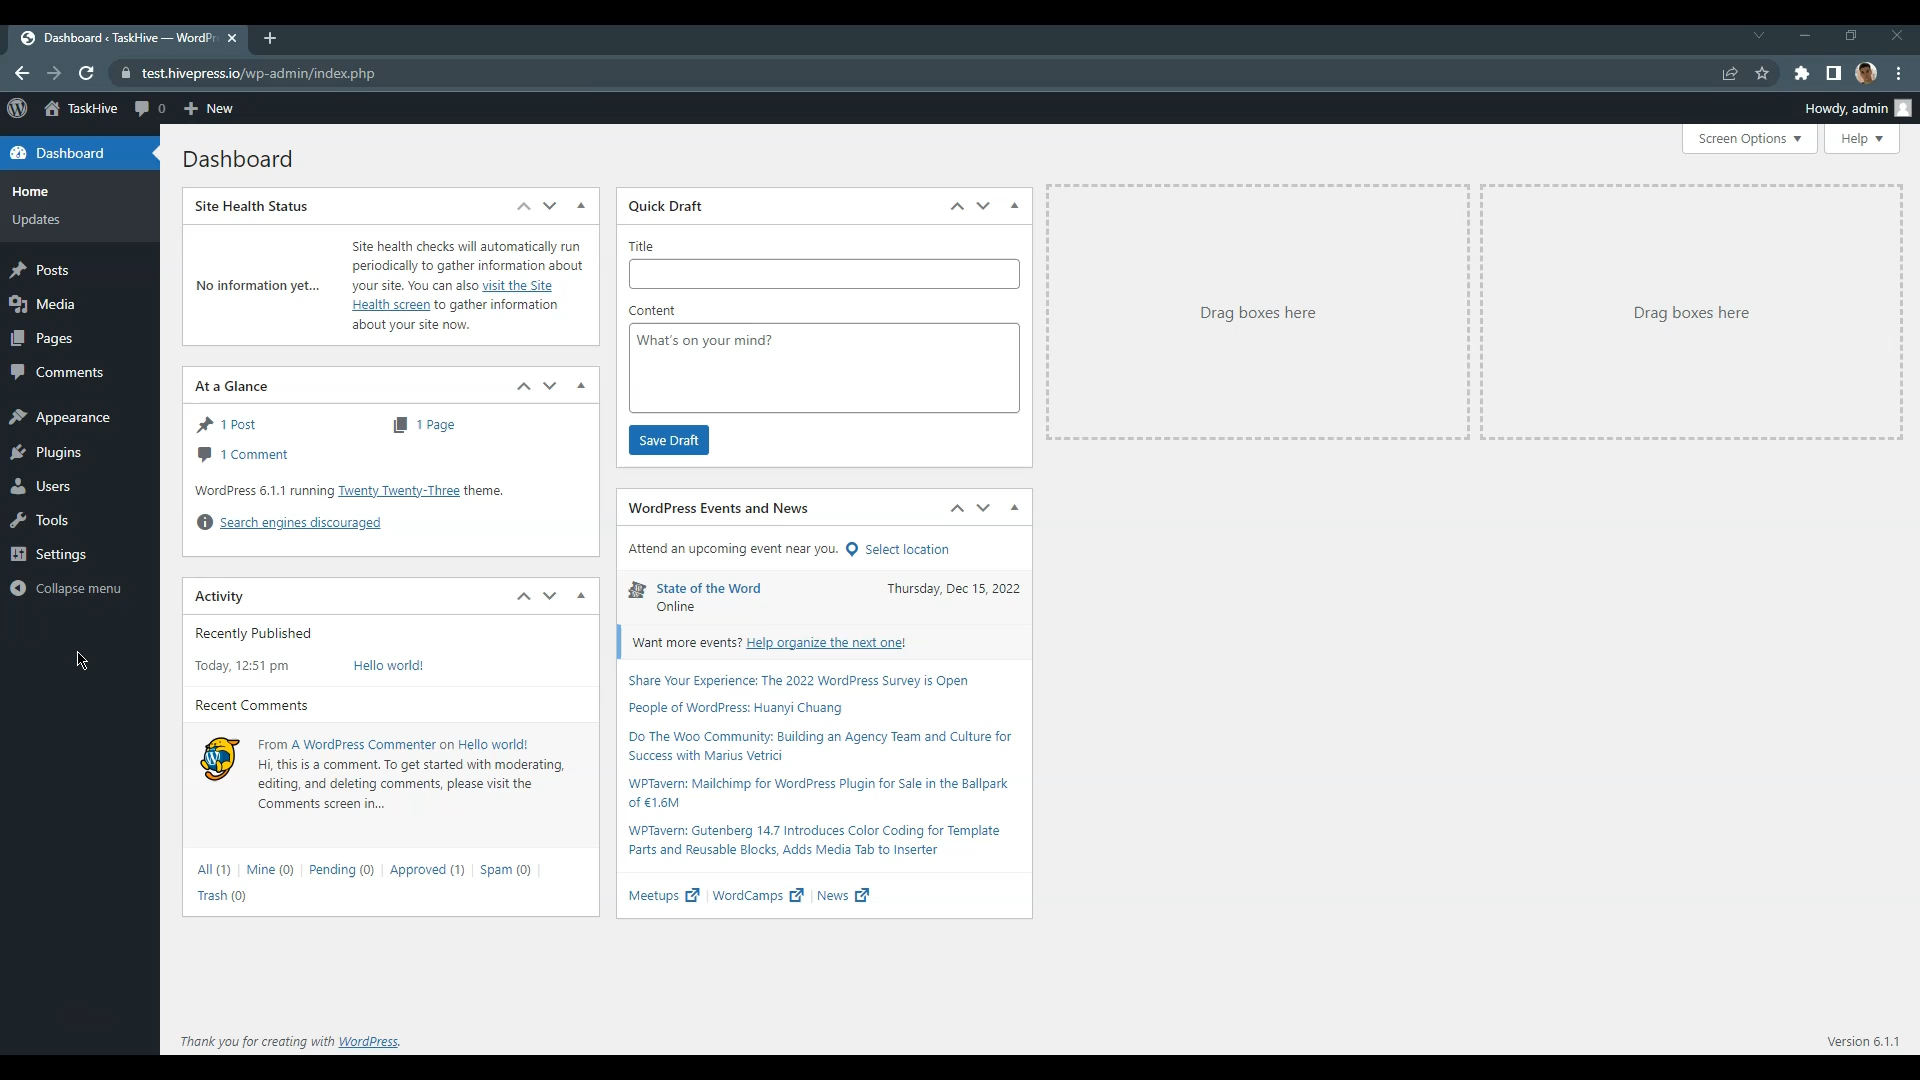 Dashboard ‹ TaskHive — WordPr
test.hivepress.io/wp-admin/index.php
TaskHive
0
New
Howdy, admin
Dashboard
Home
Updates
Posts
Media
Pages
Comments
Appearance
Plugins
Users
Tools
Settings
Collapse menu
Screen Options
Help
Dashboard
Site Health Status
No information yet...
Site health checks will automatically run
periodically to gather information about
your site. You can also visit the Site
Health screen to gather information
about your site now.
At a Glance
1 Post
1 Page
1 Comment
WordPress 6.1.1 running Twenty Twenty-Three theme.
Search engines discouraged
Activity
Recently Published
Today, 12:51 pm
Hello world!
Recent Comments
From A WordPress Commenter on Hello world!
Hi, this is a comment. To get started with moderating,
editing, and deleting comments, please visit the
Comments screen in...
All (1) | Mine (0) | Pending (0) | Approved (1) | Spam (0) |
Trash (0)
Quick Draft
Title
Content
What's on your mind?
Save Draft
WordPress Events and News
Attend an upcoming event near you.
Select location
State of the Word
Thursday, Dec 15, 2022
Online
Want more events? Help organize the next one!
Share Your Experience: The 2022 WordPress Survey is Open
People of WordPress: Huanyi Chuang
Do The Woo Community: Building an Agency Team and Culture for
Success with Marius Vetrici
WPTavern: Mailchimp for WordPress Plugin for Sale in the Ballpark
of €1.6M
WPTavern: Gutenberg 14.7 Introduces Color Coding for Template
Parts and Reusable Blocks, Adds Media Tab to Inserter
Meetups | WordCamps | News
Drag boxes here
Drag boxes here
Thank you for creating with WordPress.
Version 6.1.1